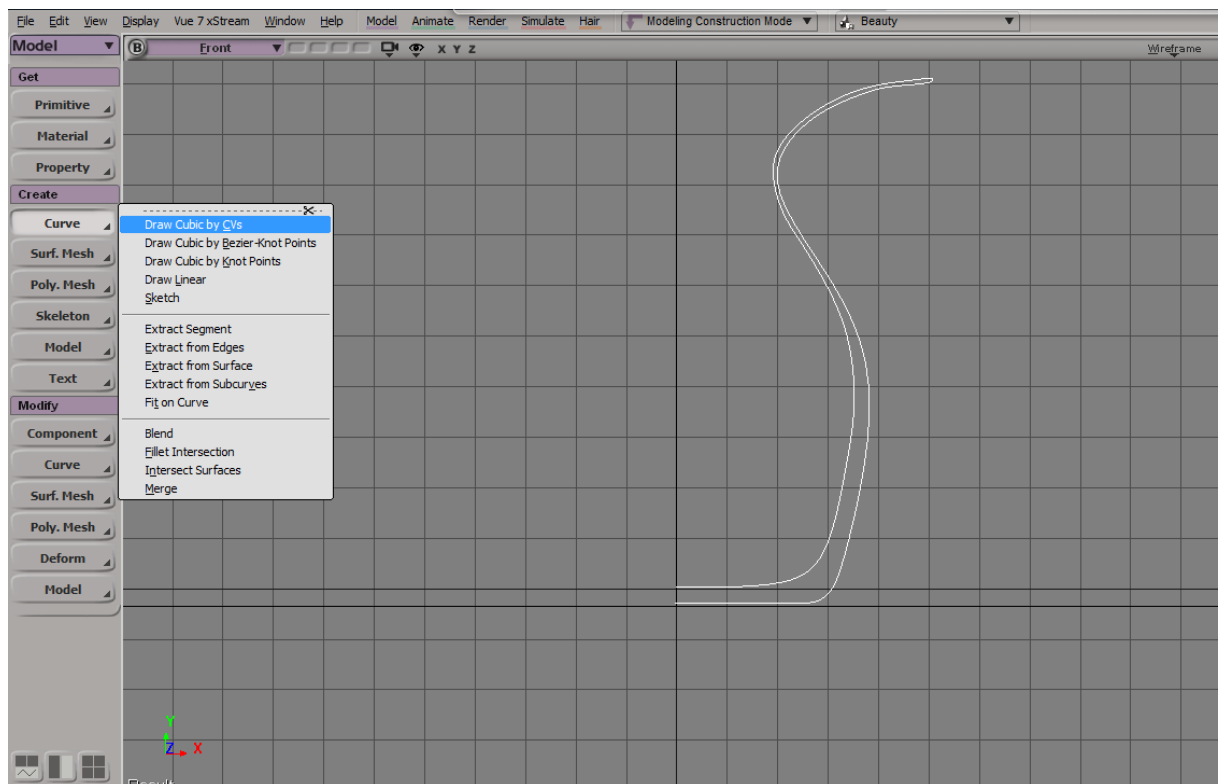 File Edit View Display Vue 7 xStream Window Help Model Animate Render Simulate Hair Modeling Construction Mode Beauty
Model
B Front X Y Z Wireframe
Get
Primitive
Material
Property
Create
Curve
Surf. Mesh
Poly. Mesh
Skeleton
Model
Text
Modify
Component
Curve
Surf. Mesh
Poly. Mesh
Deform
Model
Draw Cubic by CVs
Draw Cubic by Bezier-Knot Points
Draw Cubic by Knot Points
Draw Linear
Sketch
Extract Segment
Extract from Edges
Extract from Surface
Extract from Subcurves
Fit on Curve
Blend
Fillet Intersection
Intersect Surfaces
Merge
Y
Z X
Result